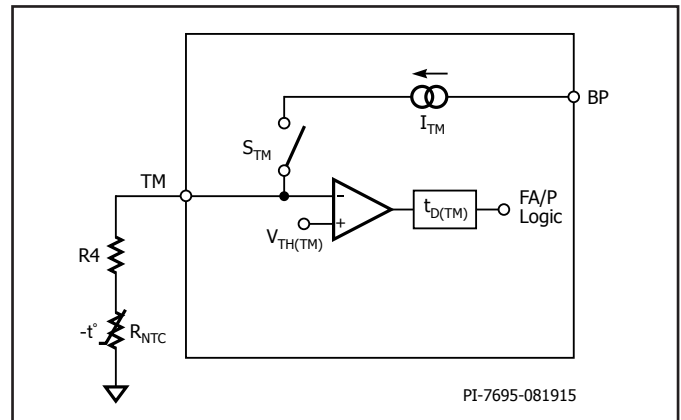 BP
I_TM
S_TM
TM
-
+
V_TH(TM)
t_D(TM)
FA/P
Logic
R4
-t°
R_NTC
PI-7695-081915